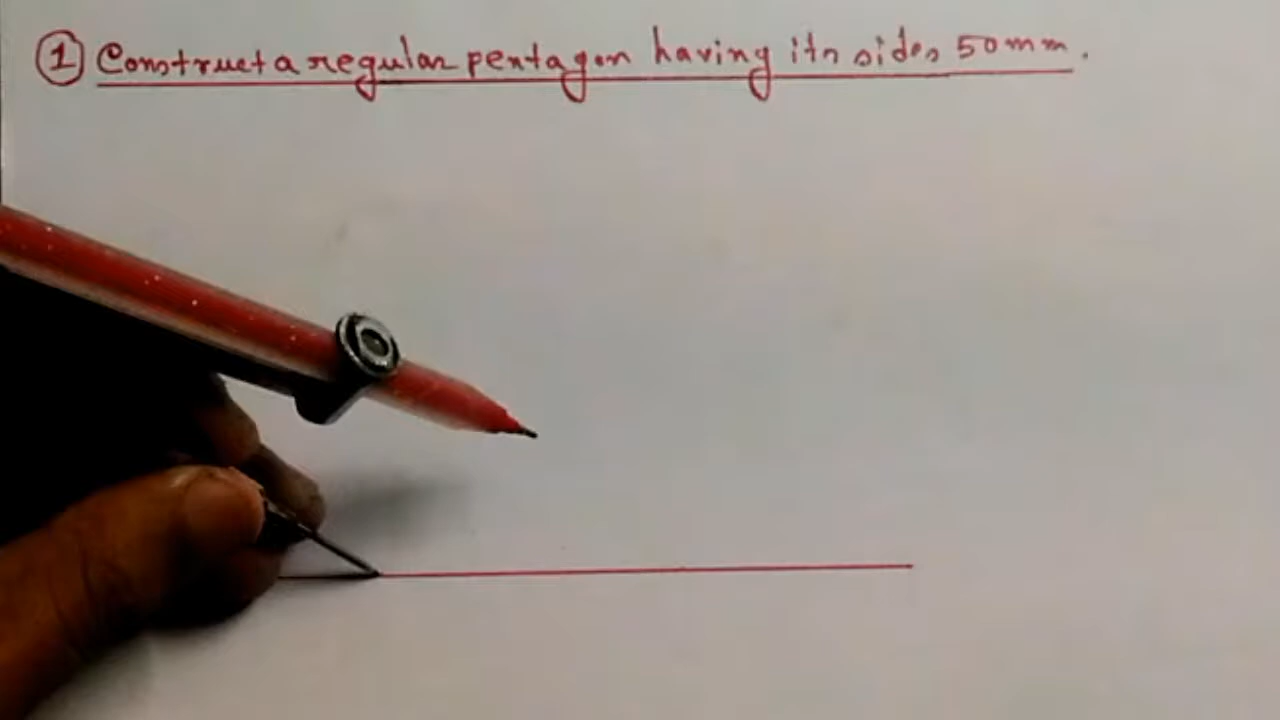 ① Construct a regular pentagon having its sides 50mm.